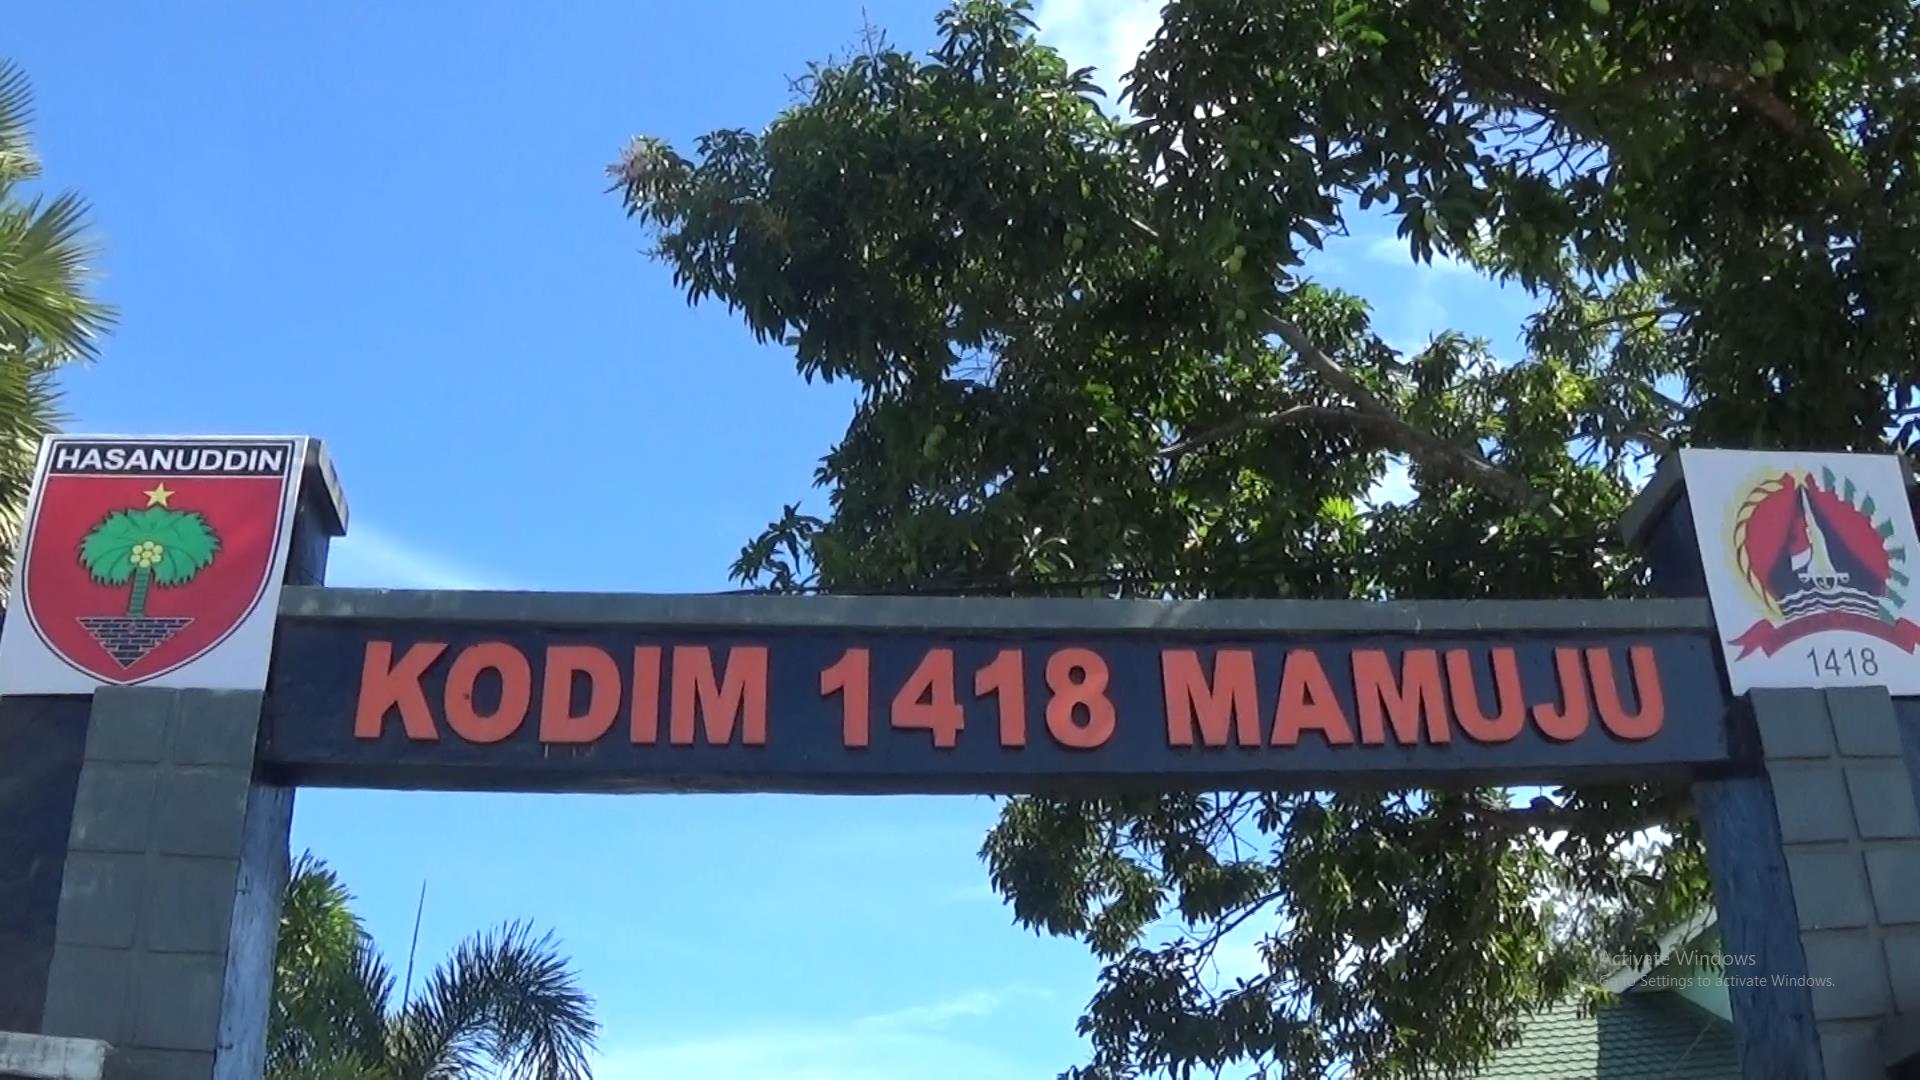 HASANUDDIN
KODIM 1418 MAMUJU
1418
Activate Windows
Go to Settings to activate Windows.